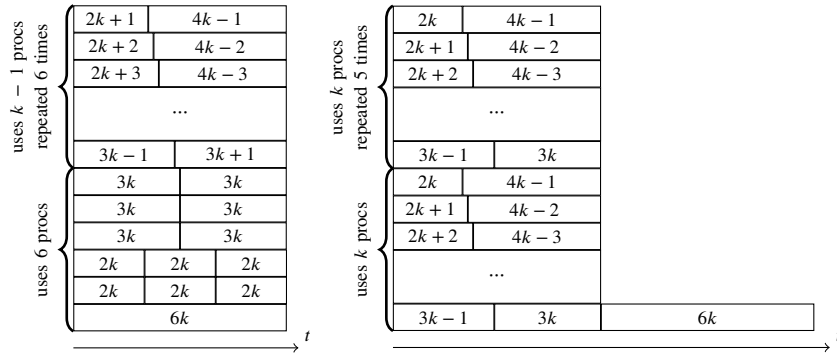 uses k − 1 procs
repeated 6 times
2k + 1 4k − 1
2k + 2 4k − 2
2k + 3 4k − 3
...
3k − 1 3k + 1
uses 6 procs
3k 3k
3k 3k
3k 3k
2k 2k 2k
2k 2k 2k
6k
t
uses k procs
repeated 5 times
2k 4k − 1
2k + 1 4k − 2
2k + 2 4k − 3
...
3k − 1 3k
uses k procs
2k 4k − 1
2k + 1 4k − 2
2k + 2 4k − 3
...
3k − 1 3k 6k